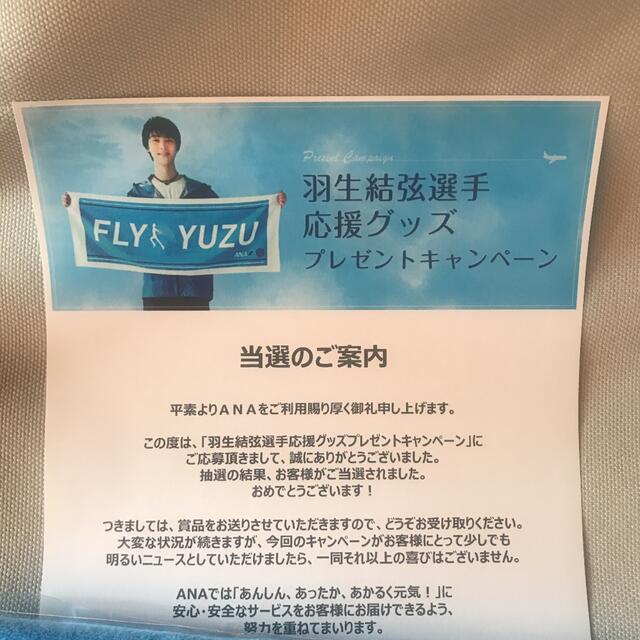 Present Campaign
羽生結弦選手
応援グッズ
プレゼントキャンペーン
FLY YUZU
ANA
当選のご案内
平素よりＡＮＡをご利用賜り厚く御礼申し上げます。
この度は、「羽生結弦選手応援グッズプレゼントキャンペーン」に
ご応募頂きまして、誠にありがとうございました。
抽選の結果、お客様がご当選されました。
おめでとうございます！
つきましては、賞品をお送りさせていただきますので、どうぞお受け取りください。
大変な状況が続きますが、今回のキャンペーンがお客様にとって少しでも
明るいニュースとしていただけましたら、一同それ以上の喜びはございません。
ANAでは「あんしん、あったか、あかるく元気！」に
安心・安全なサービスをお客様にお届けできるよう、
努力を重ねてまいります。